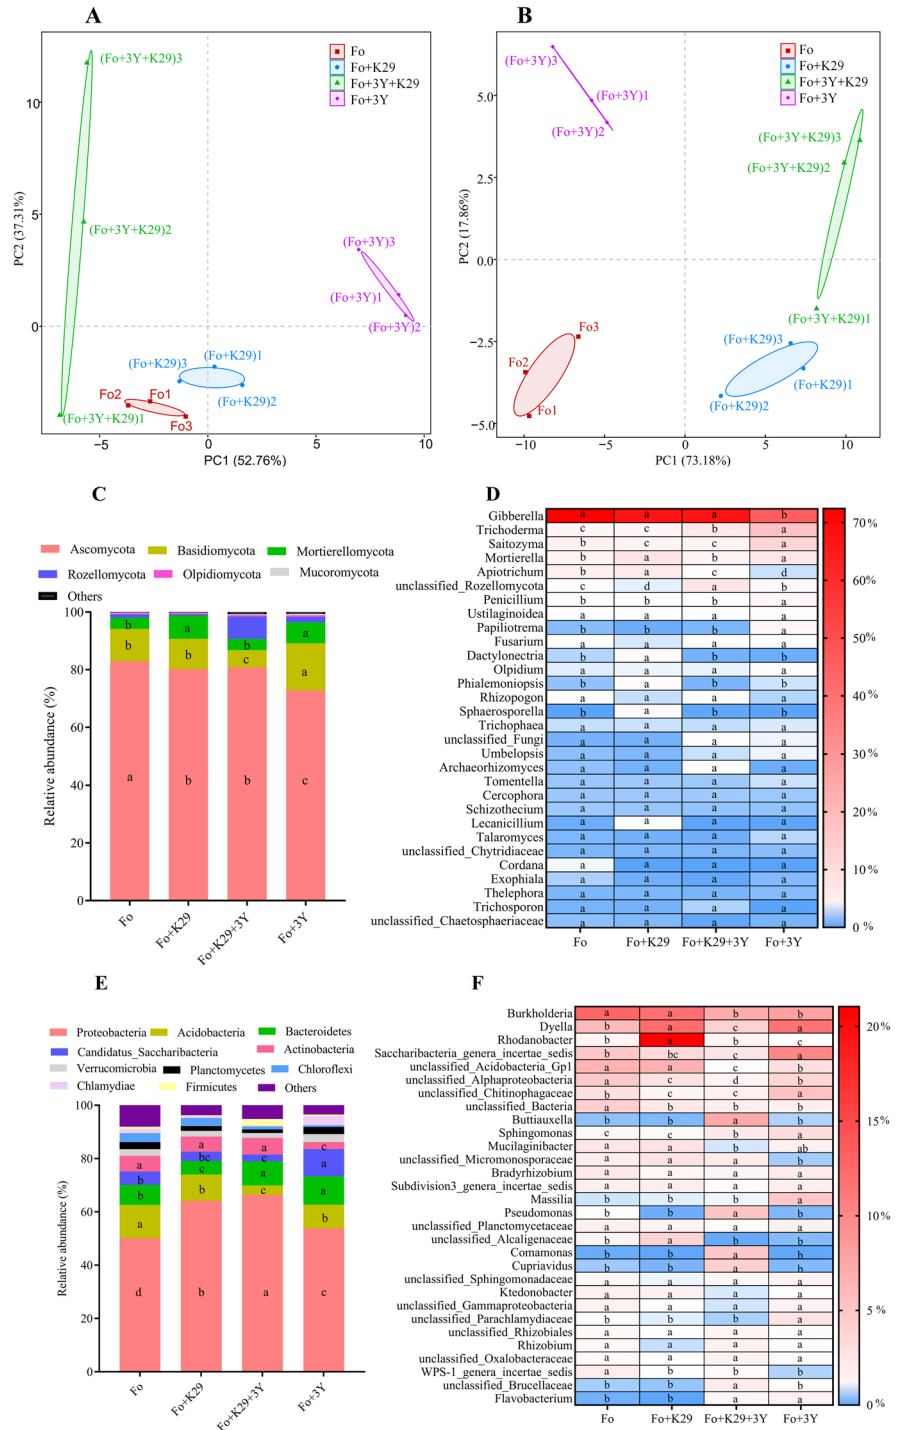 A
Fo
Fo+K29
Fo+3Y+K29
Fo+3Y
(Fo+3Y+K29)3
(Fo+3Y+K29)2
(Fo+3Y+K29)1
(Fo+3Y)3
(Fo+3Y)1
(Fo+3Y)2
(Fo+K29)3
(Fo+K29)1
(Fo+K29)2
Fo2
Fo1
Fo3
10
5
0
−5
0
5
10
PC2 (37.31%)
PC1 (52.76%)
B
Fo
Fo+K29
Fo+3Y+K29
Fo+3Y
(Fo+3Y)3
(Fo+3Y)1
(Fo+3Y)2
(Fo+3Y+K29)3
(Fo+3Y+K29)2
(Fo+3Y+K29)1
Fo3
Fo2
Fo1
(Fo+K29)3
(Fo+K29)1
(Fo+K29)2
5.0
2.5
0.0
−2.5
−5.0
−10
−5
0
5
10
PC2 (17.86%)
PC1 (73.18%)
C
Ascomycota
Basidiomycota
Mortierellomycota
Rozellomycota
Olpidiomycota
Mucoromycota
Others
Relative abundance (%)
100
80
60
40
20
0
b a b a
b b c a
a b b c
Fo
Fo+K29
Fo+K29+3Y
Fo+3Y
D
Gibberella a a a b
Trichoderma c c b a
Saitozyma b c c a
Mortierella b a b a
Apiotrichum b a c d
unclassified_Rozellomycota c d a b
Penicillium b b b a
Ustilaginoidea a a a a
Papiliotrema b b b a
Fusarium a a a a
Dactylonectria b a b b
Olpidium a a a a
Phialemoniopsis b a b b
Rhizopogon a a a a
Sphaerosporella b a b b
Trichophaea a a a a
unclassified_Fungi a a a a
Umbelopsis a a a a
Archaeorhizomyces a a a a
Tomentella a a a a
Cercophora a a a a
Schizothecium a a a a
Lecanicillium a a a a
Talaromyces a a a a
unclassified_Chytridiaceae a a a a
Cordana a a a a
Exophiala a a a a
Thelephora a a a a
Trichosporon a a a a
unclassified_Chaetosphaeriaceae a a a a
Fo Fo+K29 Fo+K29+3Y Fo+3Y
70%
60%
50%
40%
30%
20%
10%
0%
E
Proteobacteria
Acidobacteria
Bacteroidetes
Candidatus_Saccharibacteria
Actinobacteria
Verrucomicrobia
Planctomycetes
Chloroflexi
Chlamydiae
Firmicutes
Others
Relative abundance (%)
100
80
60
40
20
0
a a a c
b bc c a
b c a a
a b c b
d b a c
Fo
Fo+K29
Fo+K29+3Y
Fo+3Y
F
Burkholderia a a b b
Dyella b a c a
Rhodanobacter b a b c
Saccharibacteria_genera_incertae_sedis b bc c a
unclassified_Acidobacteria_Gp1 a a c b
unclassified_Alphaproteobacteria a c d b
unclassified_Chitinophagaceae b c c a
unclassified_Bacteria a b b b
Buttiauxella b b a b
Sphingomonas c c b a
Mucilaginibacter a a b ab
unclassified_Micromonosporaceae a a a b
Bradyrhizobium a a a a
Subdivision3_genera_incertae_sedis a a a a
Massilia b b b a
Pseudomonas b b a b
unclassified_Planctomycetaceae a a a a
unclassified_Alcaligenaceae b a b b
Comamonas b b a b
Cupriavidus b b a b
unclassified_Sphingomonadaceae a a a a
Ktedonobacter a a a a
unclassified_Gammaproteobacteria a a a a
unclassified_Parachlamydiaceae b b b a
unclassified_Rhizobiales a a a a
Rhizobium a a a a
unclassified_Oxalobacteraceae a a a a
WPS-1_genera_incertae_sedis a b b b
unclassified_Brucellaceae b b a b
Flavobacterium b b a a
Fo Fo+K29 Fo+K29+3Y Fo+3Y
20%
15%
10%
5 %
0 %